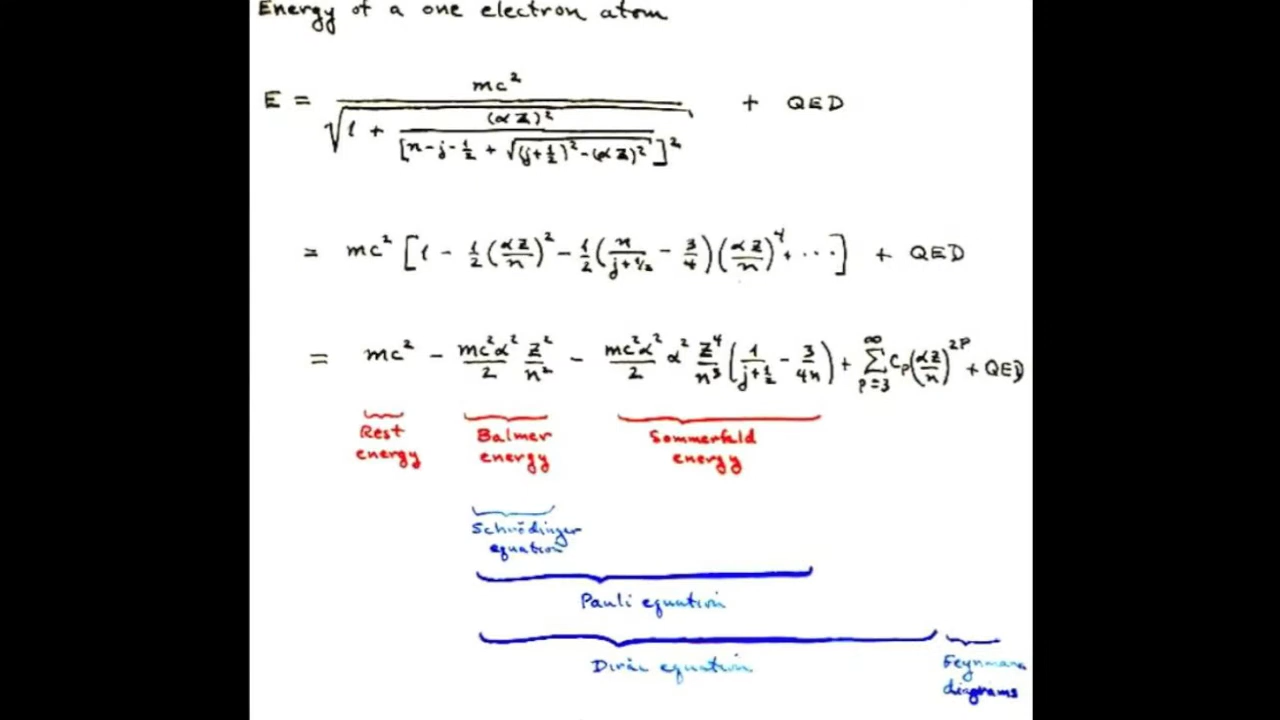 Energy of a one electron atom
E = mc² / √(1 + (αZ)² / [n-j-½ + √((j+½)²-(αZ)²)]²) + QED
= mc² [1 - ½(αZ/n)² - ½(n/(j+1/2) - 3/4)(αZ/n)⁴ + ...] + QED
= mc² - mc²α²/2 Z²/n² - mc²α²/2 α² Z⁴/n³ (1/(j+½) - 3/4n) + ∞∑p=3 Cp(αZ/n)²ᴾ + QED
Rest energy
Balmer energy
Sommerfeld energy
Schrödinger
equation
Pauli equation
Dirac equation
Feynmann
diagrams